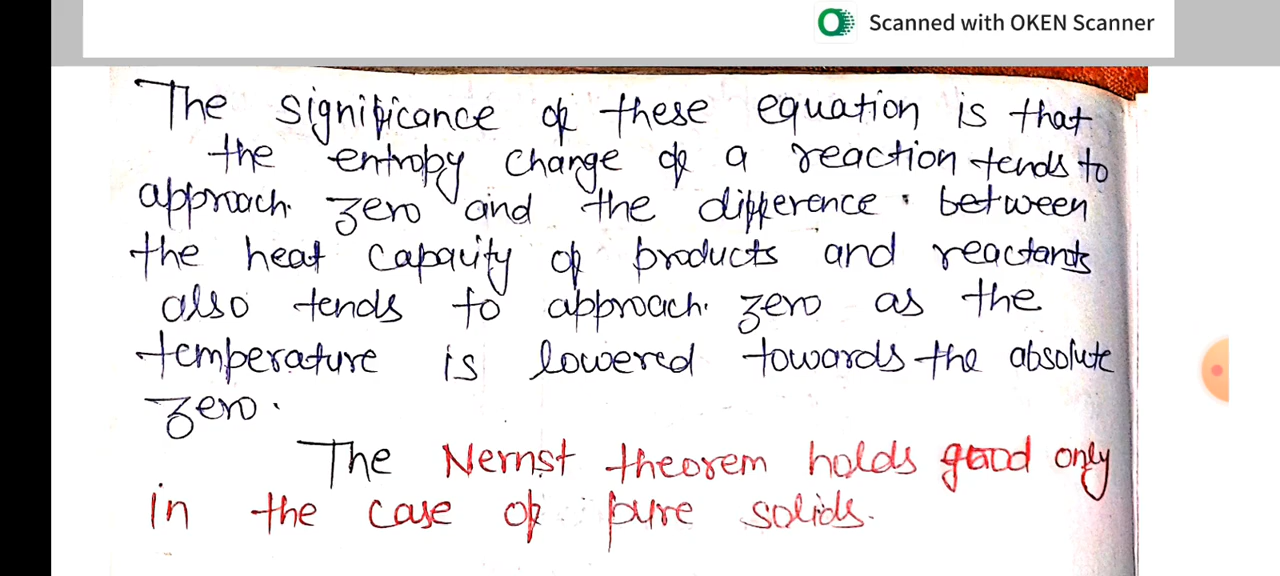 Scanned with OKEN Scanner
The significance of these equation is that
the entropy change of a reaction tends to
approach zero and the difference between
the heat capacity of products and reactants
also tends to approach zero as the
temperature is lowered towards the absolute
zero.
The Nernst theorem holds good only
in the case of pure solids.